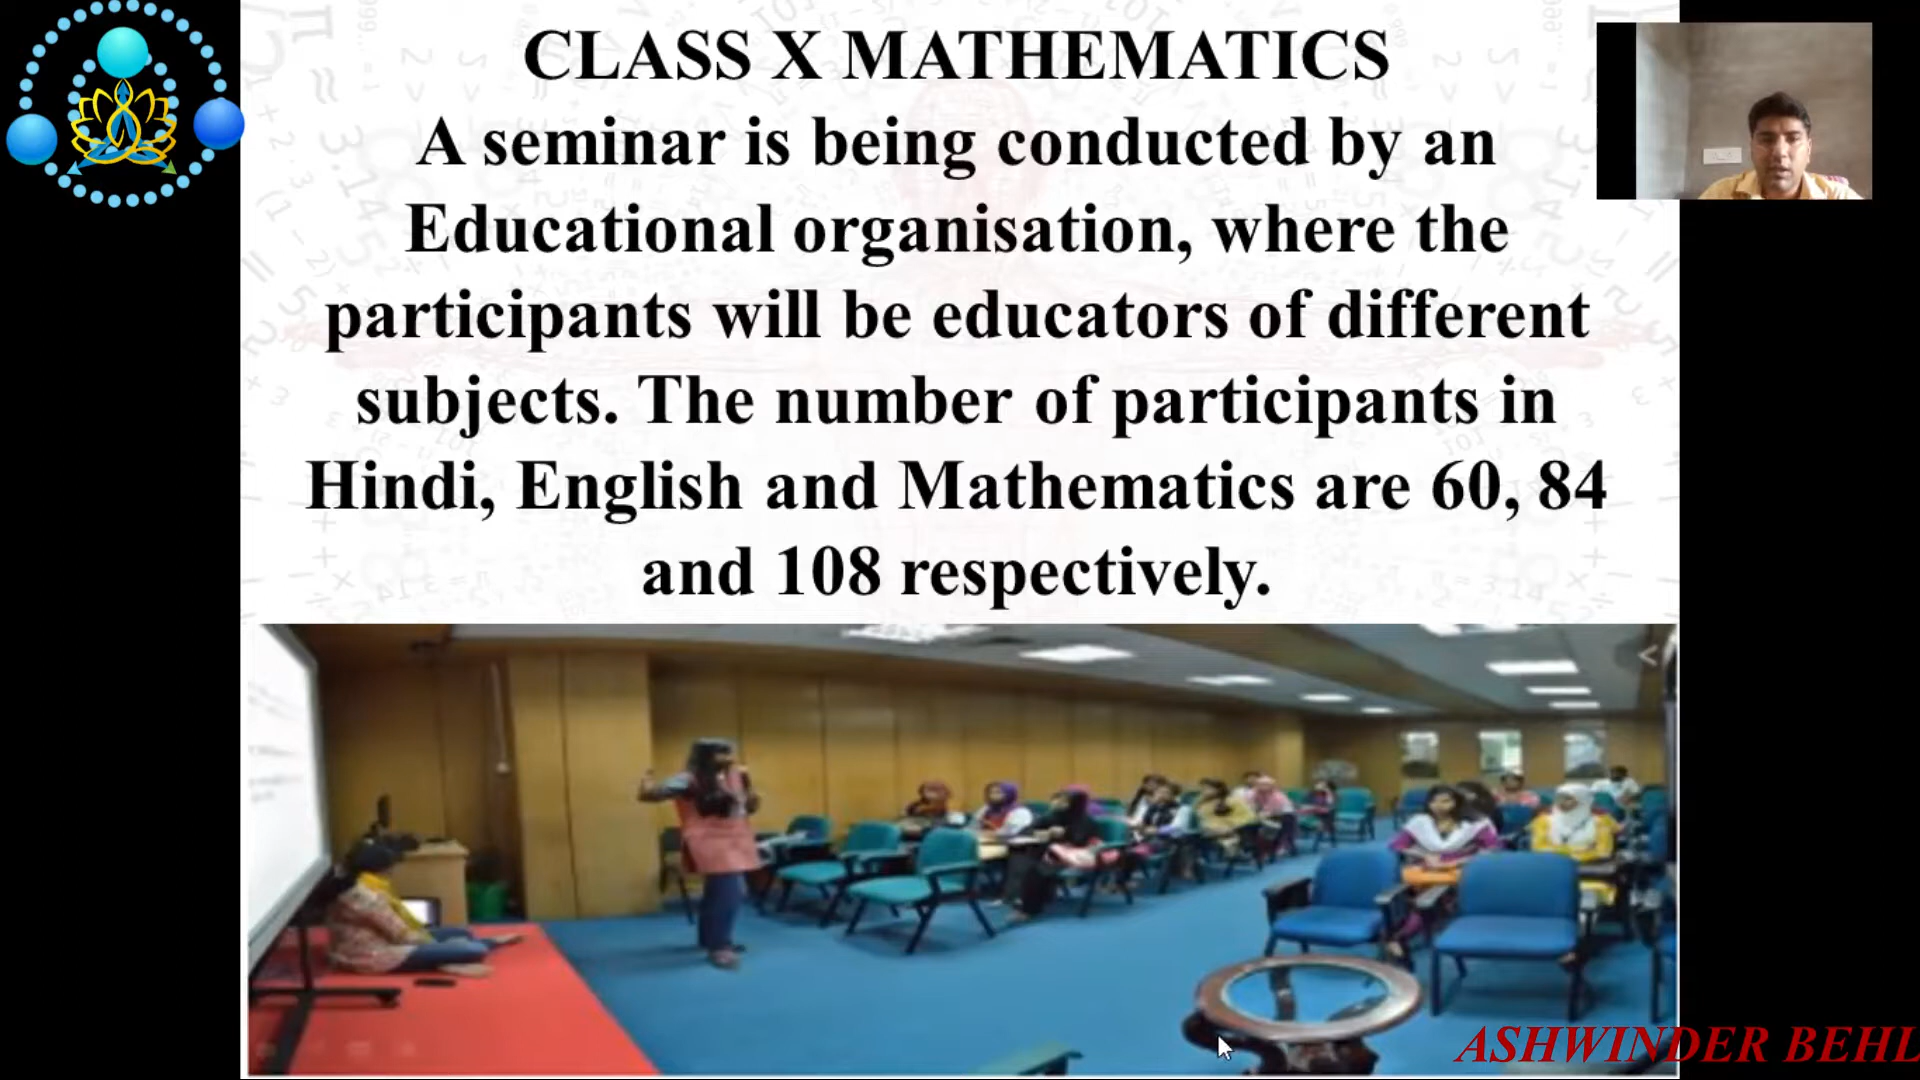 CLASS X MATHEMATICS
A seminar is being conducted by an
Educational organisation, where the
participants will be educators of different
subjects. The number of participants in
Hindi, English and Mathematics are 60, 84
and 108 respectively.
ASHWINDER BEHL